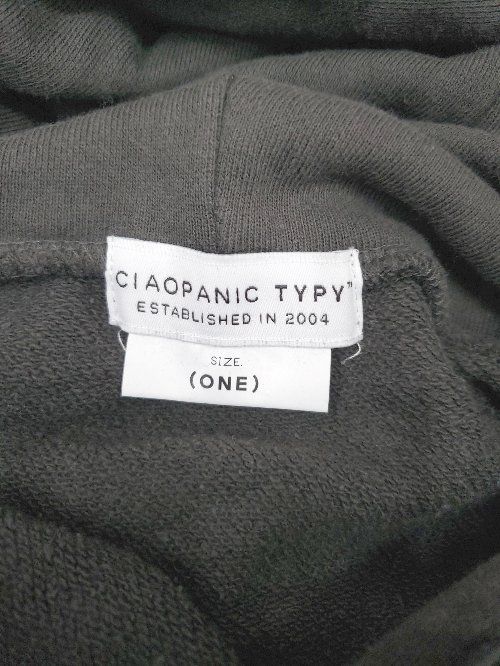 CIAOPANIC TYPY"
ESTABLISHED IN 2004
SIZE.
(ONE)